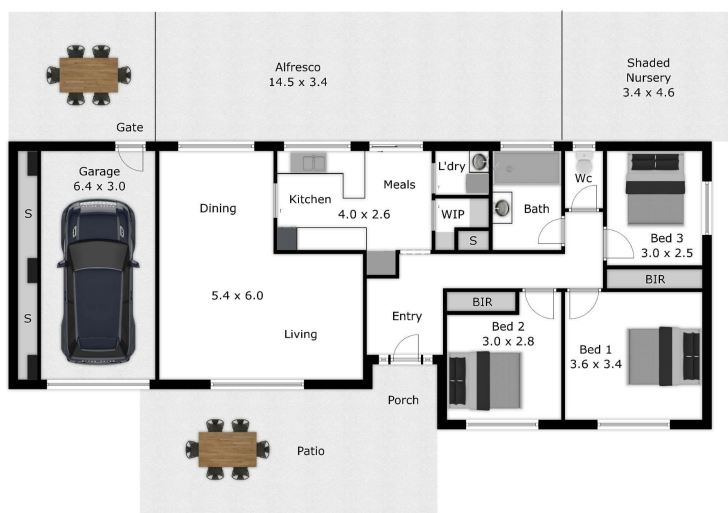 Alfresco
14.5 x 3.4
Shaded
Nursery
3.4 x 4.6
Gate
Garage
6.4 x 3.0
S
S
Dining
Kitchen
Meals
4.0 x 2.6
L'dry
WIP
S
Bath
Wc
Bed 3
3.0 x 2.5
BIR
5.4 x 6.0
Living
Entry
BIR
Bed 2
3.0 x 2.8
Bed 1
3.6 x 3.4
Porch
Patio